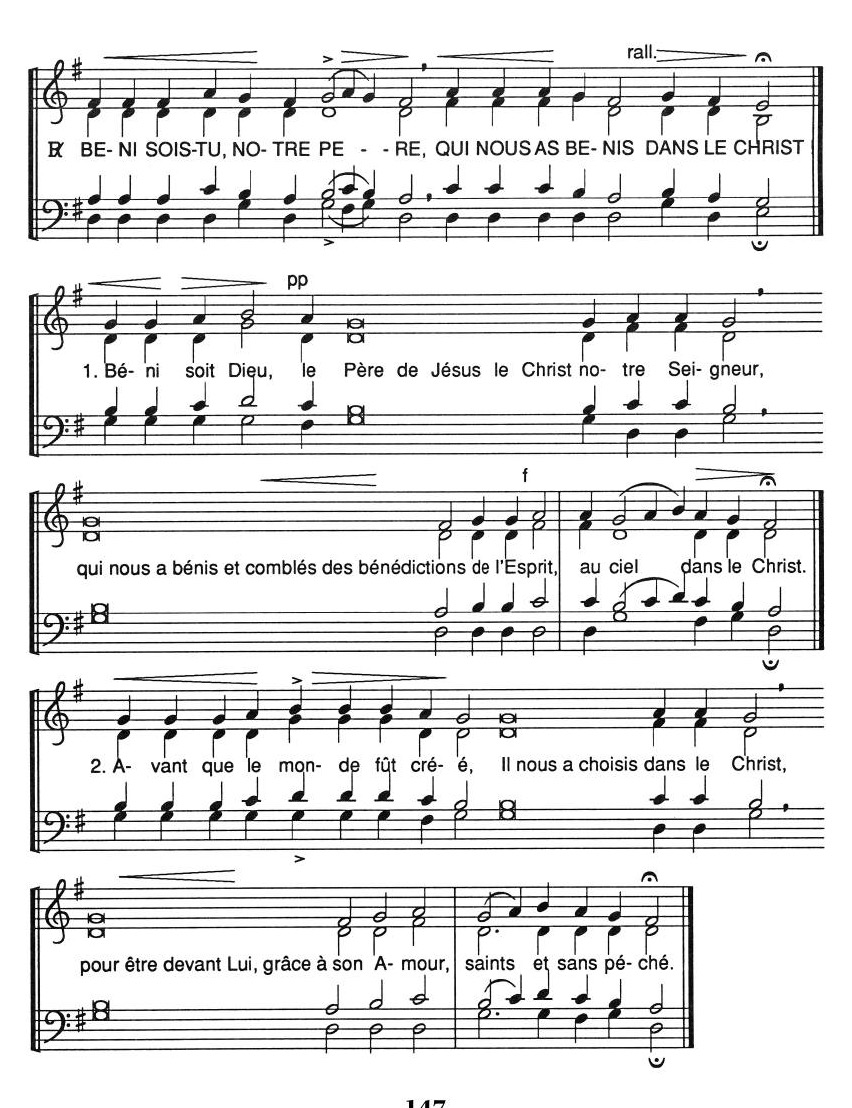 rall.
℟ BE- NI SOIS-TU, NO- TRE PE - - RE, QUI NOUS AS BE- NIS DANS LE CHRIST !
pp
1. Bé- ni soit Dieu, le Père de Jésus le Christ no- tre Sei- gneur,
f
qui nous a bénis et comblés des bénédictions de l'Esprit, au ciel dans le Christ.
2. A- vant que le mon- de fût cré- é, Il nous a choisis dans le Christ,
pour être devant Lui, grâce à son A- mour, saints et sans pé- ché.
147